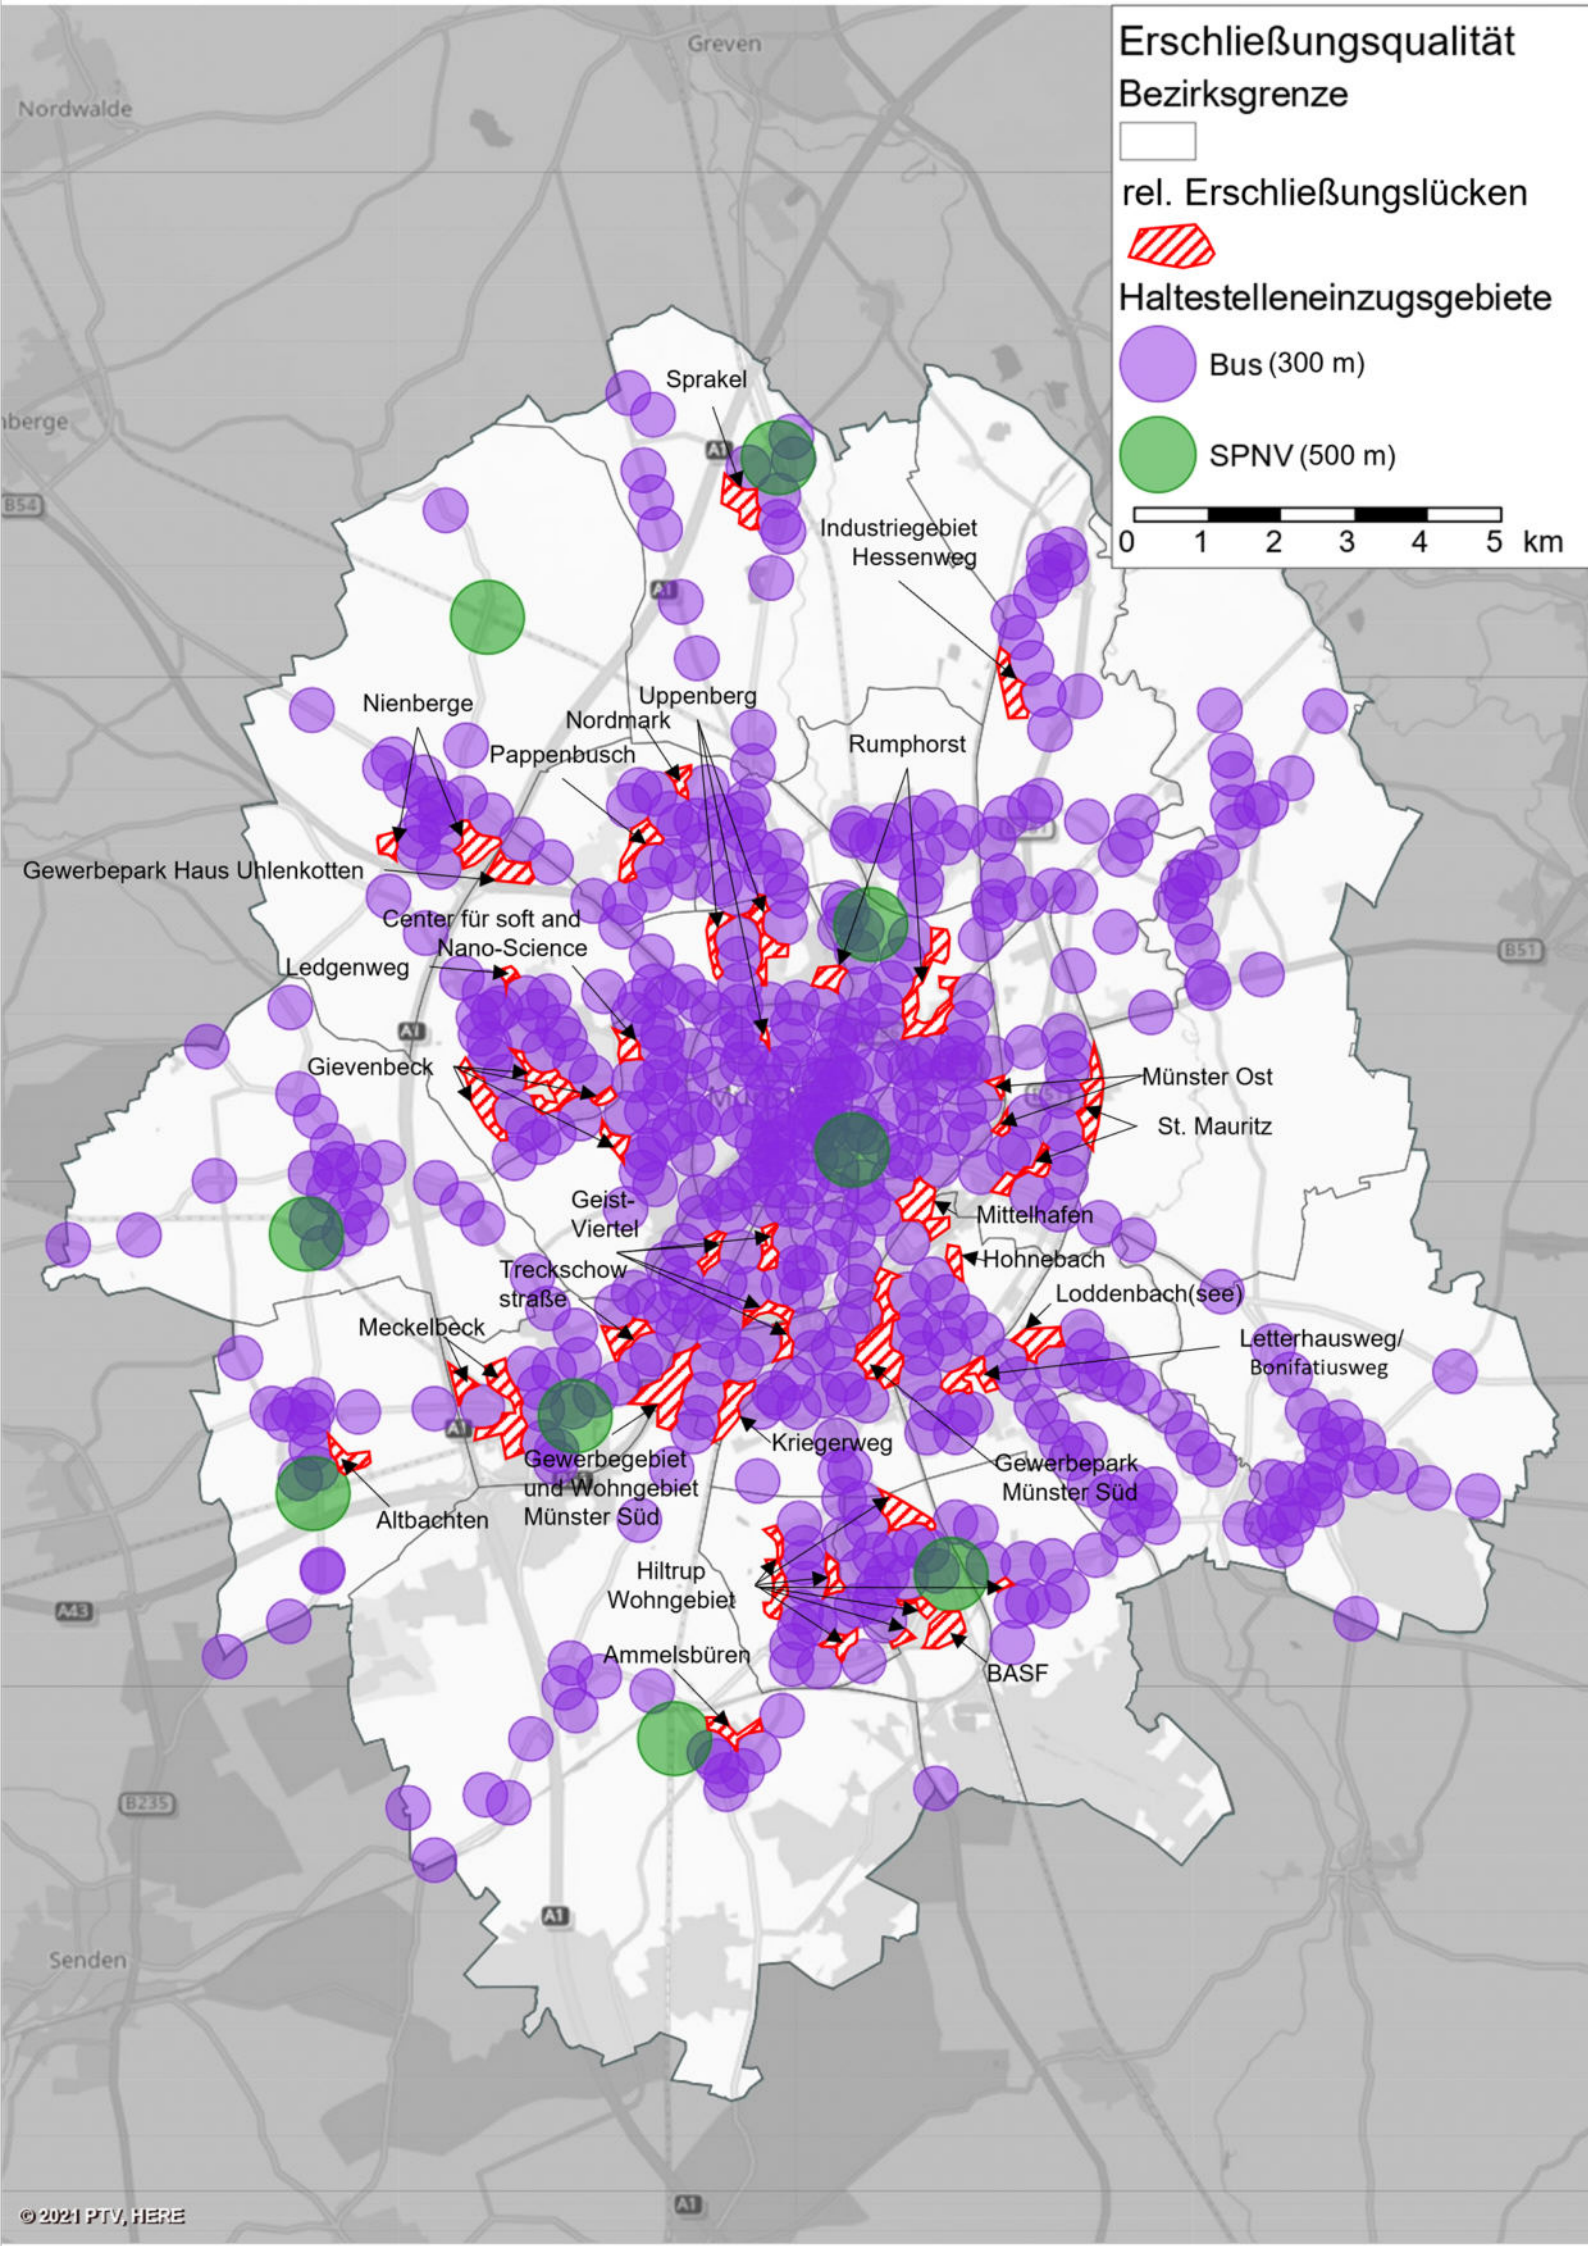 Greven
Nordwalde
nberge
B54
Erschließungsqualität
Bezirksgrenze
rel. Erschließungslücken
Haltestelleneinzugsgebiete
Bus (300 m)
SPNV (500 m)
0 1 2 3 4 5 km
Sprakel
A1
Industriegebiet
Hessenweg
A1
Uppenberg
Nienberge
Nordmark
Pappenbusch
Rumphorst
Gewerbepark Haus Uhlenkotten
Center für soft and
Nano-Science
Ledgenweg
B51
A1
Gievenbeck
Münster Ost
St. Mauritz
Geist-
Viertel
Mittelhafen
Hohnebach
Treckschow
straße
Loddenbach(see)
Meckelbeck
Letterhausweg/
Bonifatiusweg
A1
Kriegerweg
Gewerbegebiet
und Wohngebiet
Münster Süd
Gewerbepark
Münster Süd
Altbachten
Hiltrup
Wohngebiet
A43
Ammelsbüren
BASF
B235
A1
Senden
A1
© 2021 PTV, HERE